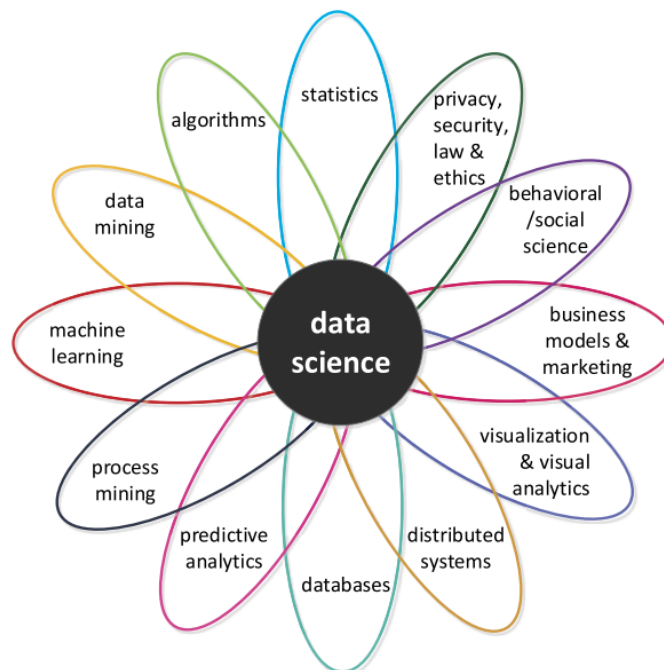 statistics
privacy,
security,
law &
ethics
behavioral
/social
science
business
models &
marketing
visualization
& visual
analytics
distributed
systems
databases
predictive
analytics
process
mining
machine
learning
data
mining
algorithms
data
science